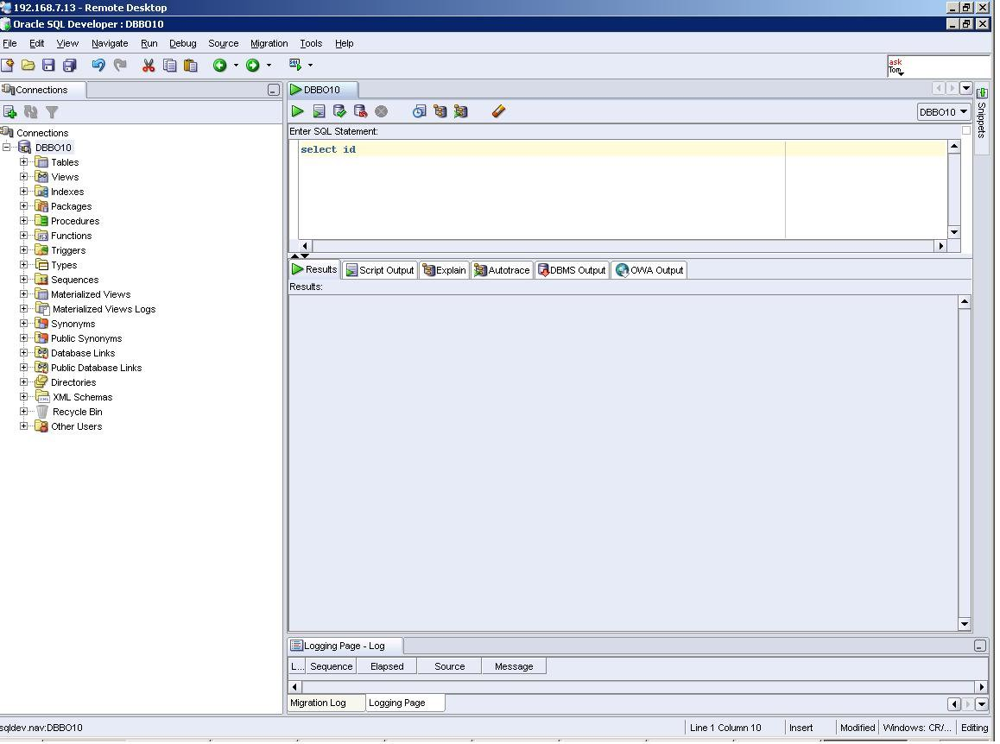 192.168.7.13 - Remote Desktop
Oracle SQL Developer : DBBO10
File Edit View Navigate Run Debug Source Migration Tools Help
ask Tom
Connections
DBBO10
DBBO10
Snippets
Enter SQL Statement:
select id
Connections
DBBO10
Tables
Views
Indexes
Packages
Procedures
Functions
Triggers
Types
Sequences
Materialized Views
Materialized Views Logs
Synonyms
Public Synonyms
Database Links
Public Database Links
Directories
XML Schemas
Recycle Bin
Other Users
Results Script Output Explain Autotrace DBMS Output OWA Output
Results:
Logging Page - Log
L... Sequence Elapsed Source Message
Migration Log Logging Page
sqldev.nav:DBBO10 Line 1 Column 10 Insert Modified Windows: CR/... Editing